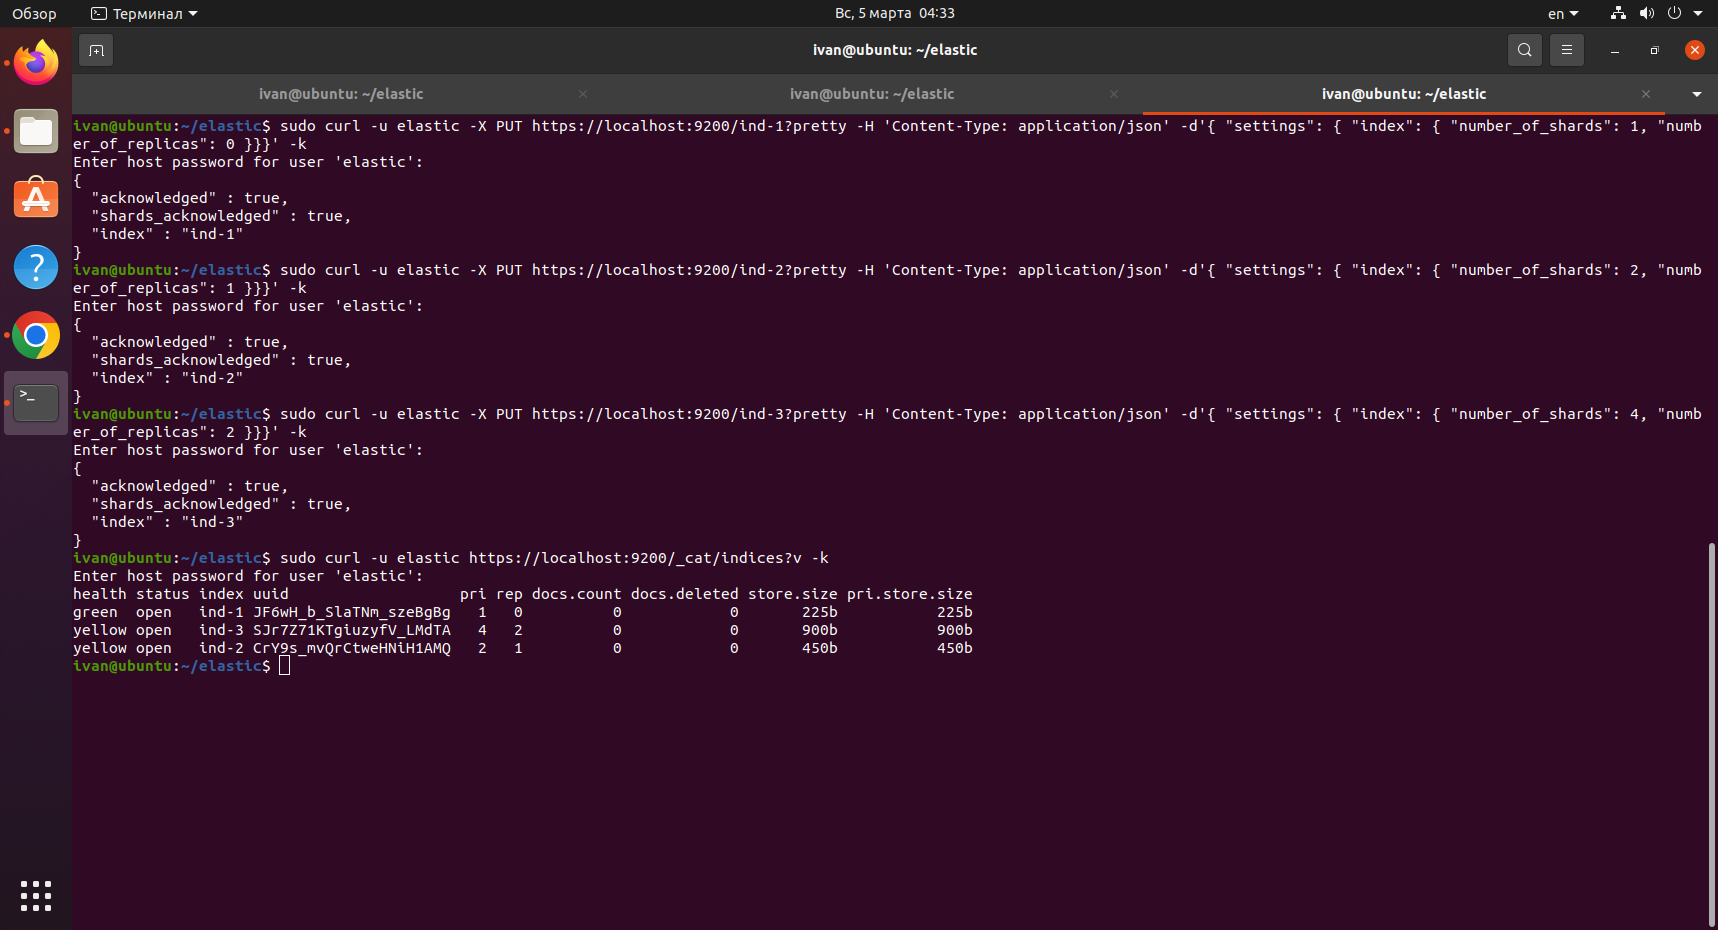 Обзор Терминал Вс, 5 марта 04:33 en
ivan@ubuntu: ~/elastic
ivan@ubuntu: ~/elastic ivan@ubuntu: ~/elastic ivan@ubuntu: ~/elastic
ivan@ubuntu:~/elastic$ sudo curl -u elastic -X PUT https://localhost:9200/ind-1?pretty -H 'Content-Type: application/json' -d'{ "settings": { "index": { "number_of_shards": 1, "numb
er_of_replicas": 0 }}}' -k
Enter host password for user 'elastic':
{
  "acknowledged" : true,
  "shards_acknowledged" : true,
  "index" : "ind-1"
}
ivan@ubuntu:~/elastic$ sudo curl -u elastic -X PUT https://localhost:9200/ind-2?pretty -H 'Content-Type: application/json' -d'{ "settings": { "index": { "number_of_shards": 2, "numb
er_of_replicas": 1 }}}' -k
Enter host password for user 'elastic':
{
  "acknowledged" : true,
  "shards_acknowledged" : true,
  "index" : "ind-2"
}
ivan@ubuntu:~/elastic$ sudo curl -u elastic -X PUT https://localhost:9200/ind-3?pretty -H 'Content-Type: application/json' -d'{ "settings": { "index": { "number_of_shards": 4, "numb
er_of_replicas": 2 }}}' -k
Enter host password for user 'elastic':
{
  "acknowledged" : true,
  "shards_acknowledged" : true,
  "index" : "ind-3"
}
ivan@ubuntu:~/elastic$ sudo curl -u elastic https://localhost:9200/_cat/indices?v -k
Enter host password for user 'elastic':
health status index uuid                   pri rep docs.count docs.deleted store.size pri.store.size
green  open   ind-1 JF6wH_b_SlaTNm_szeBgBg   1   0          0            0       225b           225b
yellow open   ind-3 SJr7Z71KTgiuzyfV_LMdTA   4   2          0            0       900b           900b
yellow open   ind-2 CrY9s_mvQrCtweHNiH1AMQ   2   1          0            0       450b           450b
ivan@ubuntu:~/elastic$